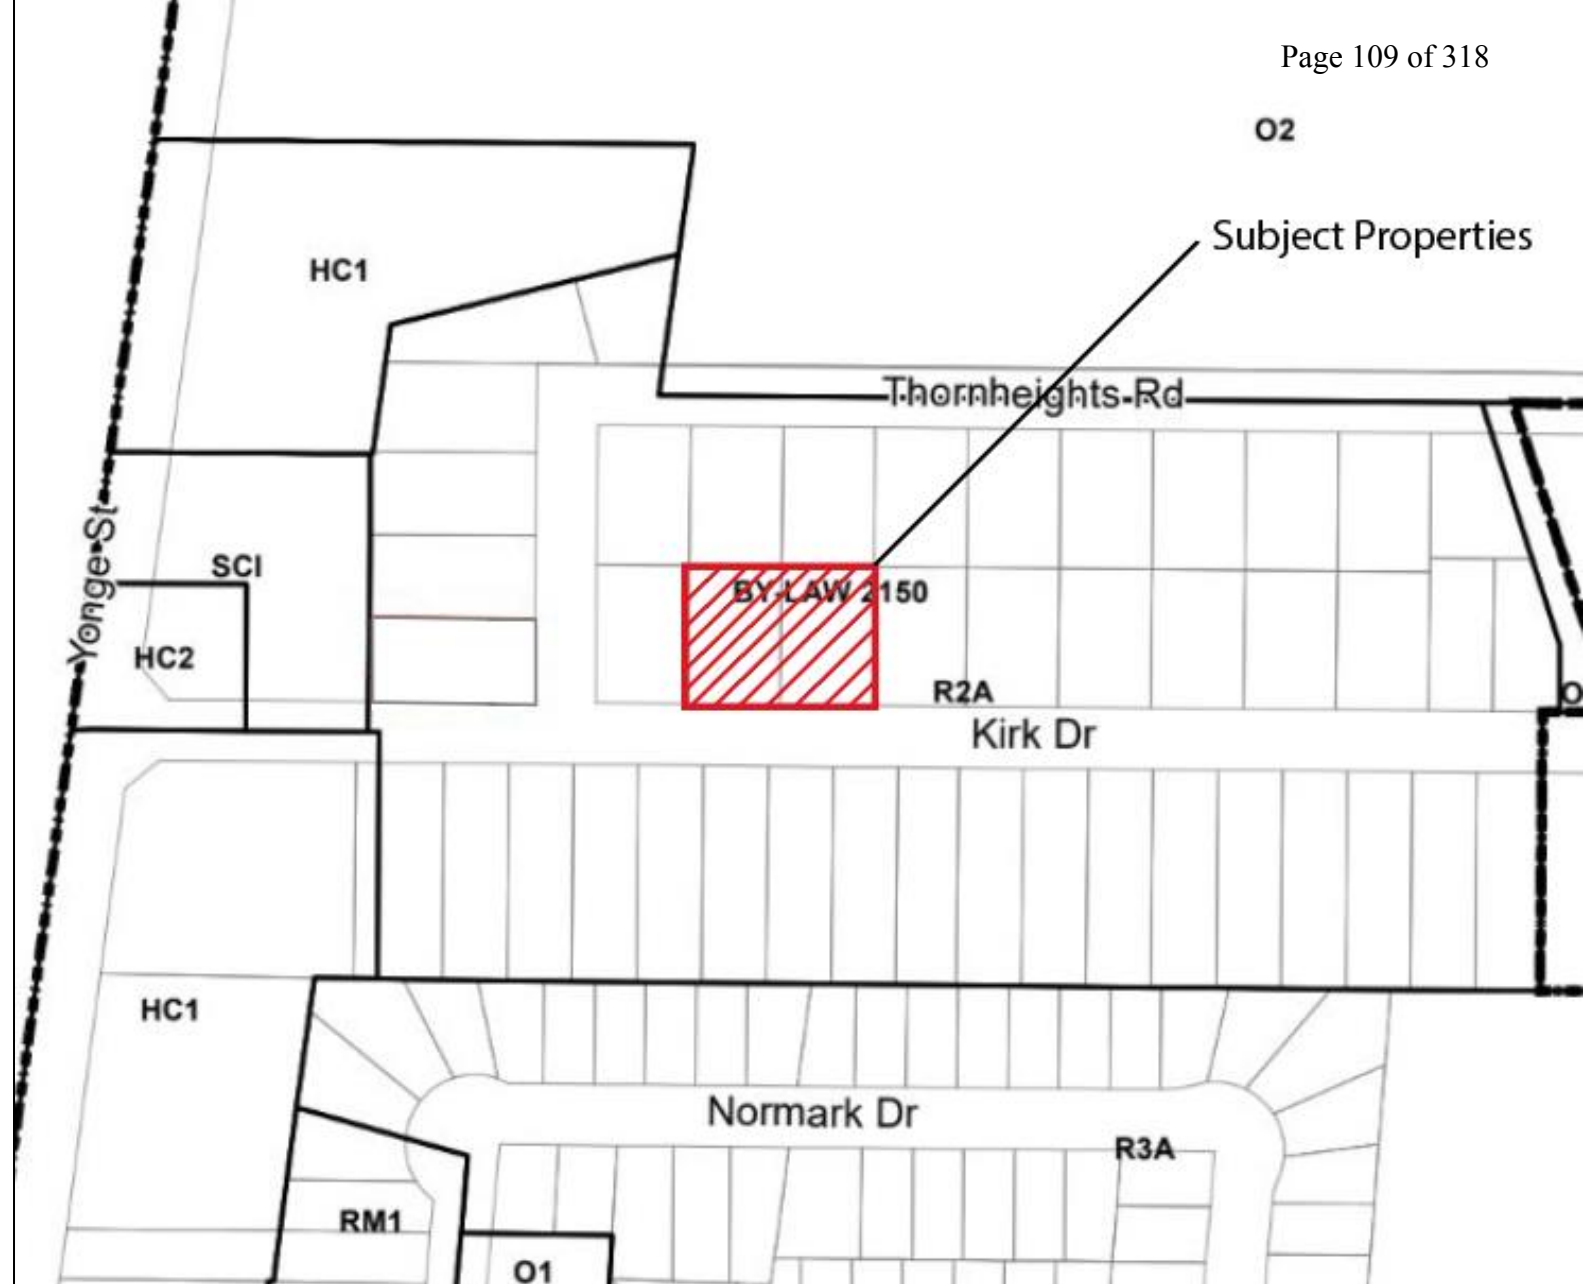 Page 109 of 318
O2
Subject Properties
HC1
Thornheights Rd
Yonge St
SCI
BY-LAW 2150
HC2
R2A
O
Kirk Dr
HC1
Normark Dr
R3A
RM1
O1